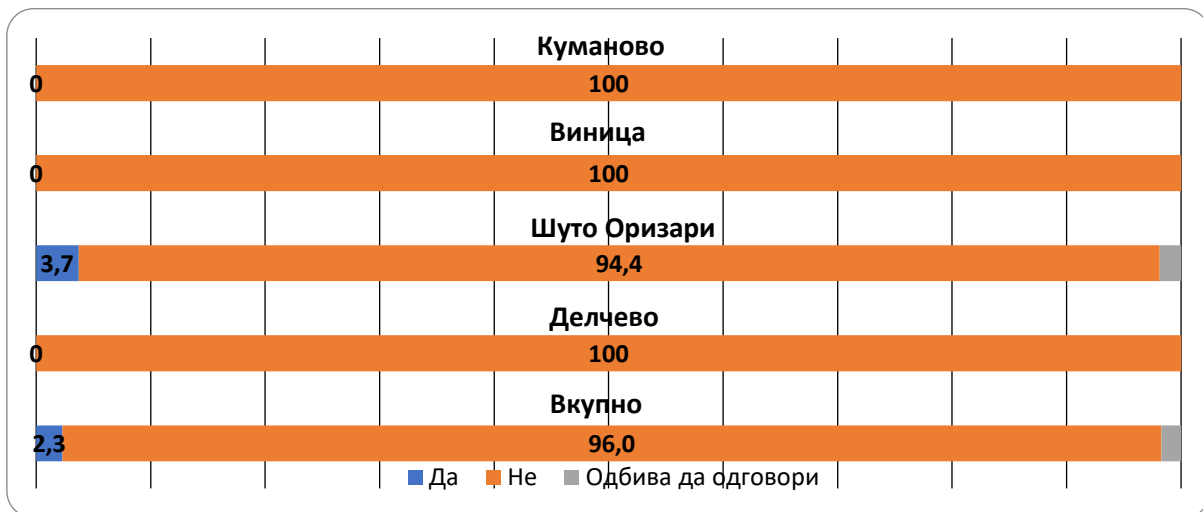 Куманово
0 100
Виница
0 100
Шуто Оризари
3,7 94,4
Делчево
0 100
Вкупно
2,3 96,0
Да Не Одбива да одговори